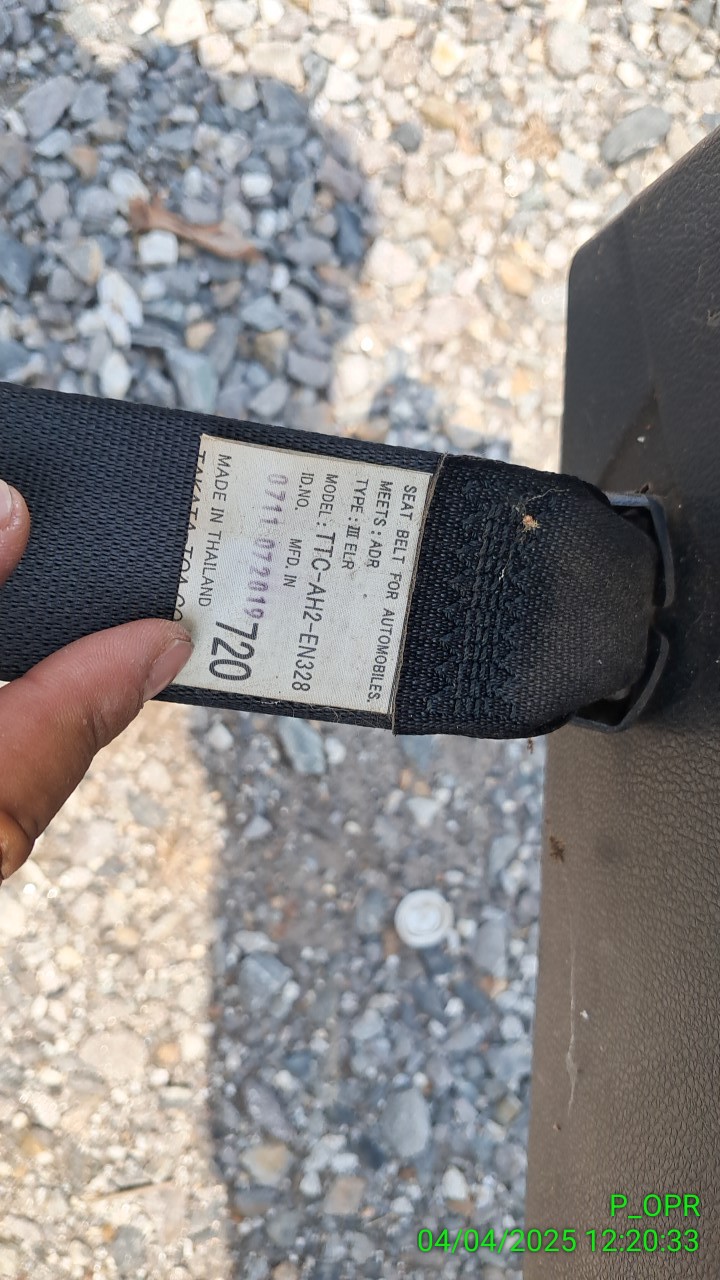 SEAT BELT FOR AUTOMOBILES.
MEETS : ADR
TYPE : Ⅲ ELR
MODEL : TTC-AH2-EN328
ID.NO. MFD. IN
0711 072019
720
MADE IN THAILAND
P_OPR
04/04/2025 12:20:33